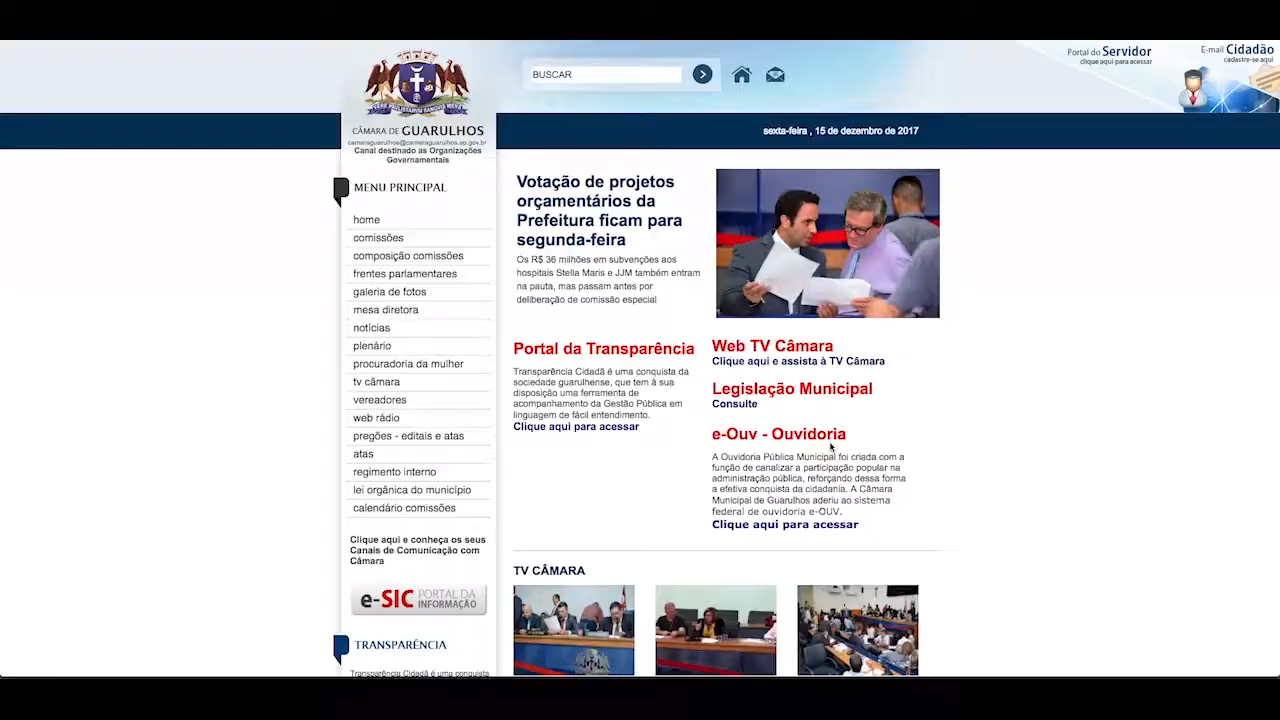 Portal do Servidor
clique aqui para acessar
E-mail Cidadão
cadastre-se aqui
BUSCAR
CÂMARA DE GUARULHOS
camaraguarulhos@camaraguarulhos.sp.gov.br
Canal destinado as Organizações
Governamentais
sexta-feira , 15 de dezembro de 2017
MENU PRINCIPAL
home
comissões
composição comissões
frentes parlamentares
galeria de fotos
mesa diretora
notícias
plenário
procuradoria da mulher
tv câmara
vereadores
web rádio
pregões - editais e atas
atas
regimento interno
lei orgânica do município
calendário comissões
Clique aqui e conheça os seus
Canais de Comunicação com
Câmara
e-SIC PORTAL DA
INFORMAÇÃO
TRANSPARÊNCIA
Transparência Cidadã é uma conquista
Votação de projetos
orçamentários da
Prefeitura ficam para
segunda-feira
Os R$ 36 milhões em subvenções aos
hospitais Stella Maris e JJM também entram
na pauta, mas passam antes por
deliberação de comissão especial
Portal da Transparência
Transparência Cidadã é uma conquista da
sociedade guarulhense, que tem à sua
disposição uma ferramenta de
acompanhamento da Gestão Pública em
linguagem de fácil entendimento.
Clique aqui para acessar
Web TV Câmara
Clique aqui e assista à TV Câmara
Legislação Municipal
Consulte
e-Ouv - Ouvidoria
A Ouvidoria Pública Municipal foi criada com a
função de canalizar a participação popular na
administração pública, reforçando dessa forma
a efetiva conquista da cidadania. A Câmara
Municipal de Guarulhos aderiu ao sistema
federal de ouvidoria e-OUV.
Clique aqui para acessar
TV CÂMARA